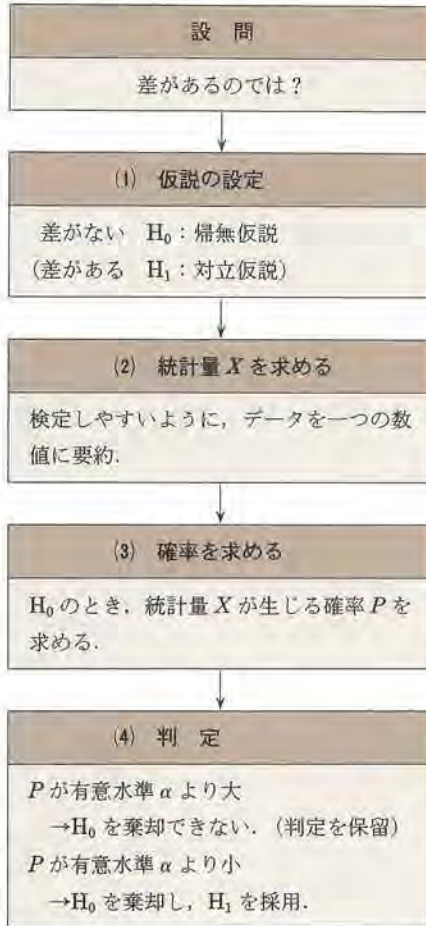 設　問
差があるのでは？
(1)　仮説の設定
差がない　H₀：帰無仮説
(差がある　H₁：対立仮説)
(2)　統計量 X を求める
検定しやすいように，データを一つの数
値に要約.
(3)　確率を求める
H₀ のとき，統計量 X が生じる確率 P を
求める.
(4)　判　定
P が有意水準 α より大
→H₀ を棄却できない.（判定を保留）
P が有意水準 α より小
→H₀ を棄却し，H₁ を採用.